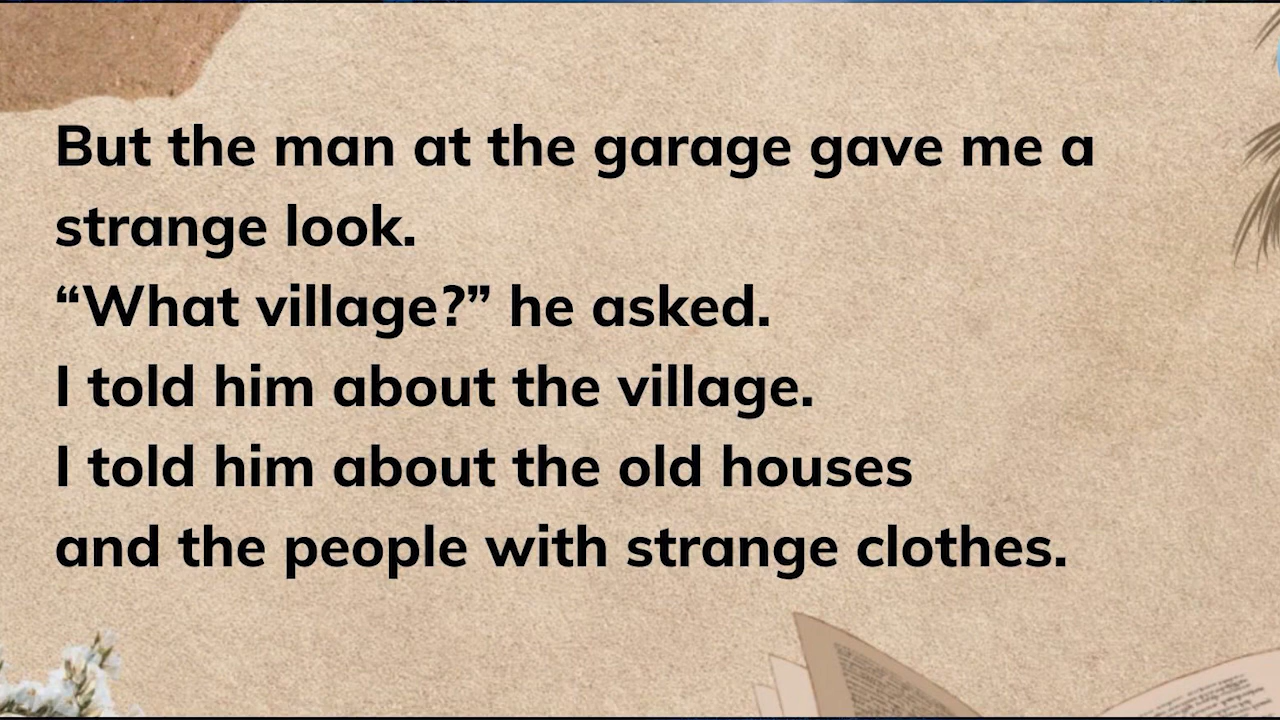 But the man at the garage gave me a
strange look.
“What village?” he asked.
I told him about the village.
I told him about the old houses
and the people with strange clothes.